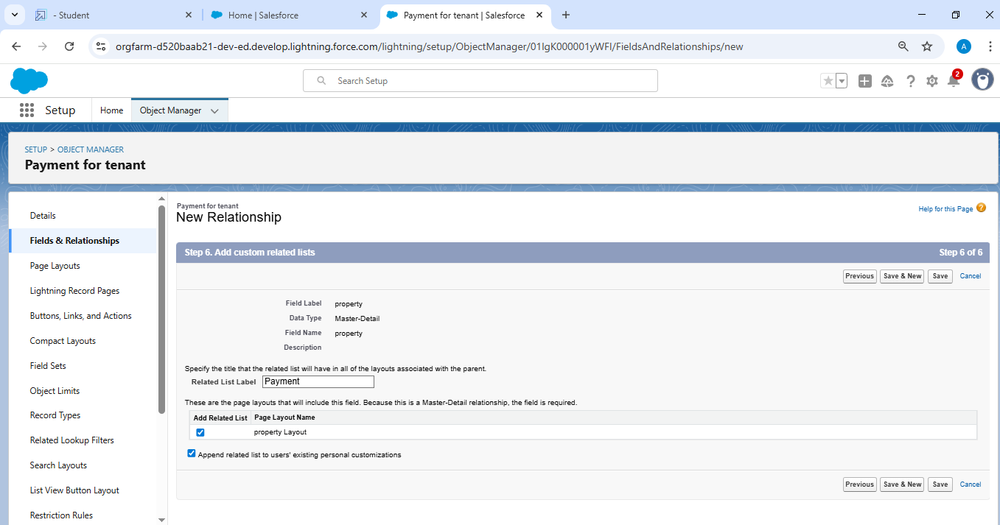 - Student
Home | Salesforce
Payment for tenant | Salesforce
orgfarm-d520baab21-dev-ed.develop.lightning.force.com/lightning/setup/ObjectManager/01IgK000001yWFI/FieldsAndRelationships/new
A
Search Setup
2
Setup
Home
Object Manager
SETUP > OBJECT MANAGER
Payment for tenant
Details
Fields & Relationships
Page Layouts
Lightning Record Pages
Buttons, Links, and Actions
Compact Layouts
Field Sets
Object Limits
Record Types
Related Lookup Filters
Search Layouts
List View Button Layout
Restriction Rules
Payment for tenant
New Relationship
Help for this Page ?
Step 6. Add custom related lists Step 6 of 6
Previous Save & New Save Cancel
Field Label property
Data Type Master-Detail
Field Name property
Description
Specify the title that the related list will have in all of the layouts associated with the parent.
Related List Label Payment
These are the page layouts that will include this field. Because this is a Master-Detail relationship, the field is required.
Add Related List Page Layout Name
property Layout
Append related list to users' existing personal customizations
Previous Save & New Save Cancel